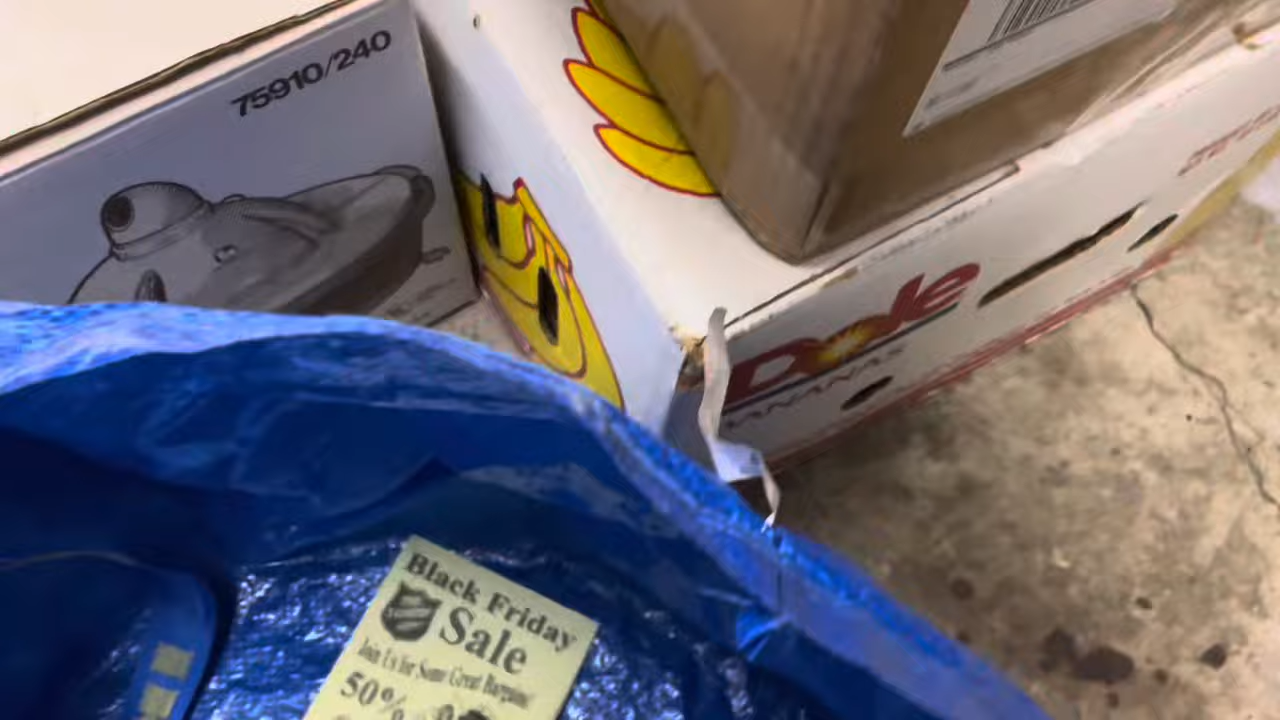 75910/240
Dole
BANANAS
Black Friday
Sale
Join Us for Some Great Bargains
50%